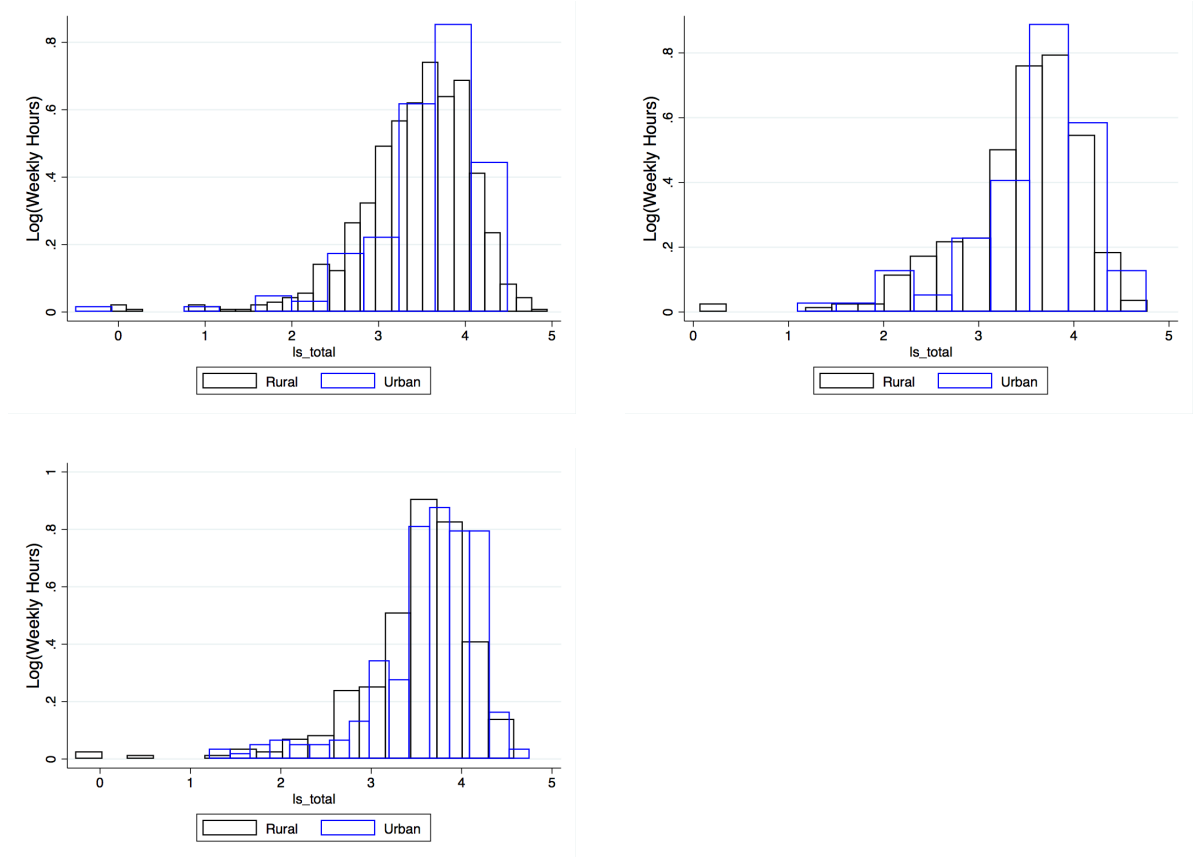 Log(Weekly Hours)
.8
.6
.4
.2
0
0 1 2 3 4 5
ls_total
Rural Urban
Log(Weekly Hours)
.8
.6
.4
.2
0
0 1 2 3 4 5
ls_total
Rural Urban
Log(Weekly Hours)
1
.8
.6
.4
.2
0
0 1 2 3 4 5
ls_total
Rural Urban